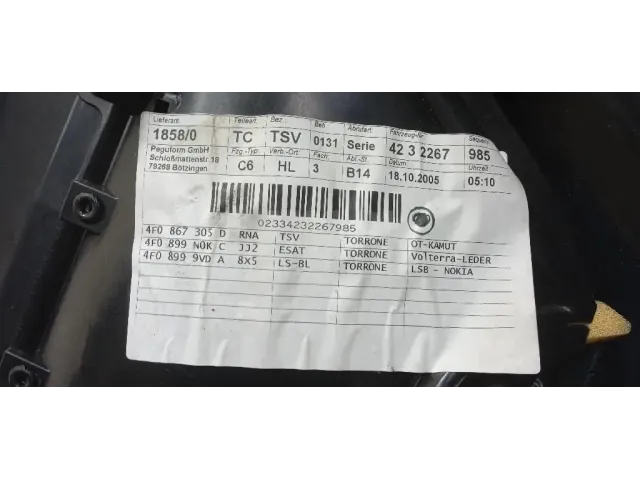 Lieferant Teilwart. Bez. Beh Abrufart Fahrzeug-Nr. Sequenz
1858/0 TC TSV 0131 Serie 42 3 2267 985
Peguform GmbH Fzg.-Typ. Verb.-Ort Fach: Abl.-St. Datum Uhrzeit
Schloßmattenstr.18 C6 HL 3 B14 18.10.2005 05:10
79268 Bötzingen
02334232267985
4F0 867 305 D RNA TSV TORRONE OT-KAMUT
4F0 899 N0K C JJ2 ESAT TORRONE Volterra-LEDER
4F0 899 9VD A 8X5 LS-BL TORRONE LSB - NOKIA